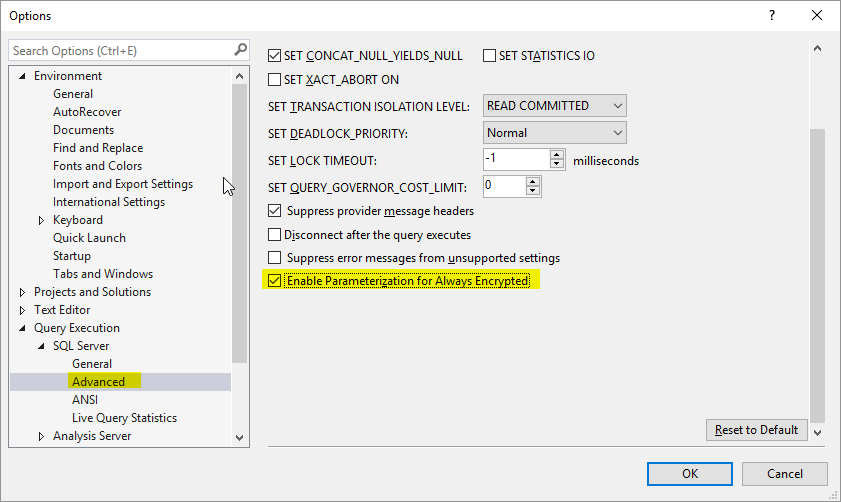 Options
Search Options (Ctrl+E)
Environment
General
AutoRecover
Documents
Find and Replace
Fonts and Colors
Import and Export Settings
International Settings
Keyboard
Quick Launch
Startup
Tabs and Windows
Projects and Solutions
Text Editor
Query Execution
SQL Server
General
Advanced
ANSI
Live Query Statistics
Analysis Server
SET CONCAT_NULL_YIELDS_NULL SET STATISTICS IO
SET XACT_ABORT ON
SET TRANSACTION ISOLATION LEVEL: READ COMMITTED
SET DEADLOCK_PRIORITY: Normal
SET LOCK TIMEOUT: -1 milliseconds
SET QUERY_GOVERNOR_COST_LIMIT: 0
Suppress provider message headers
Disconnect after the query executes
Suppress error messages from unsupported settings
Enable Parameterization for Always Encrypted
Reset to Default
OK Cancel